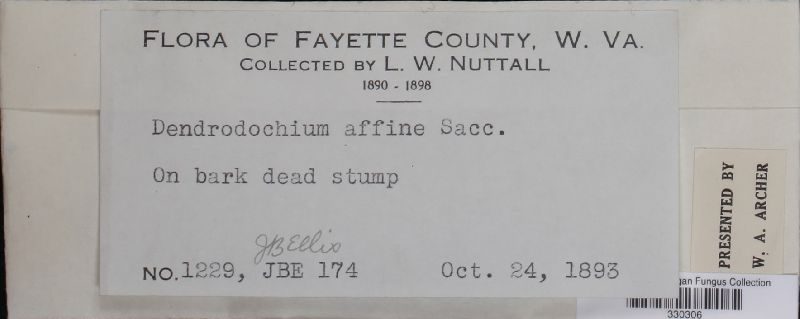 FLORA OF FAYETTE COUNTY, W. VA.
COLLECTED BY L. W. NUTTALL
1890 - 1898
Dendrodochium affine Sacc.
On bark dead stump
JBEllis
NO. 1229, JBE 174 Oct. 24, 1893
PRESENTED BY
W. A. ARCHER
gan Fungus Collection
330306